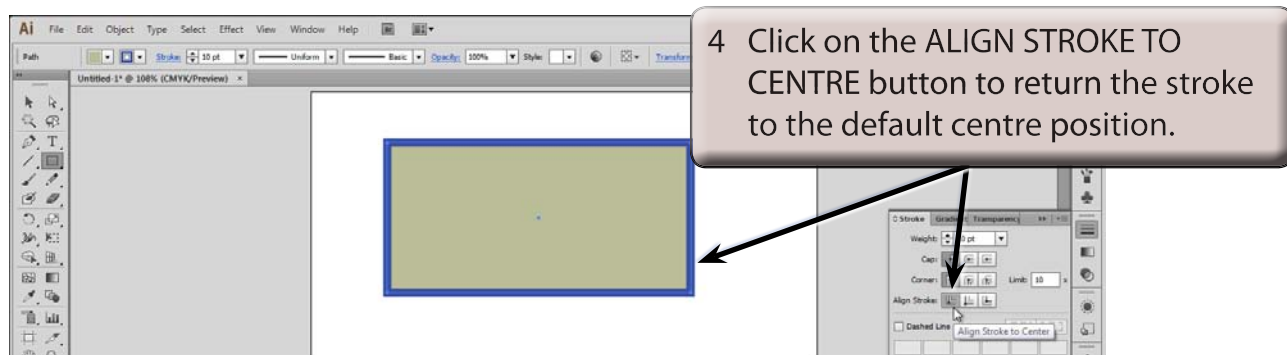 Ai File Edit Object Type Select Effect View Window Help Br
Path Stroke: 10 pt Uniform Basic Opacity: 100% Style: Transform
Untitled-1* @ 100% (CMYK/Preview) ×
4 Click on the ALIGN STROKE TO
CENTRE button to return the stroke
to the default centre position.
Stroke Transparency
Weight: pt
Cap:
Corner: Limit: 10 x
Align Stroke:
Dashed Line
Align Stroke to Center